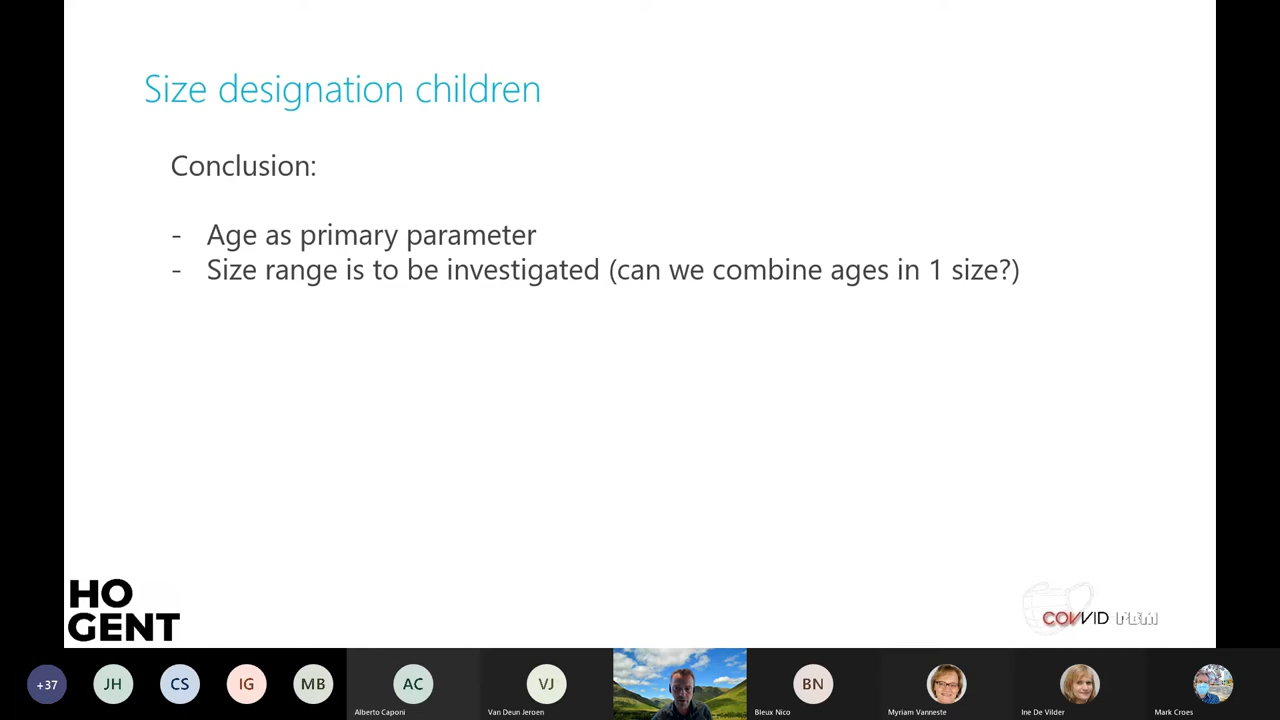 Size designation children
Conclusion:
- Age as primary parameter
- Size range is to be investigated (can we combine ages in 1 size?)
HO
GENT
COVVID PBM
+37
JH
CS
IG
MB
AC
VJ
BN
Alberto Caponi
Van Deun Jeroen
Bleux Nico
Myriam Vanneste
Ine De Vilder
Mark Croes